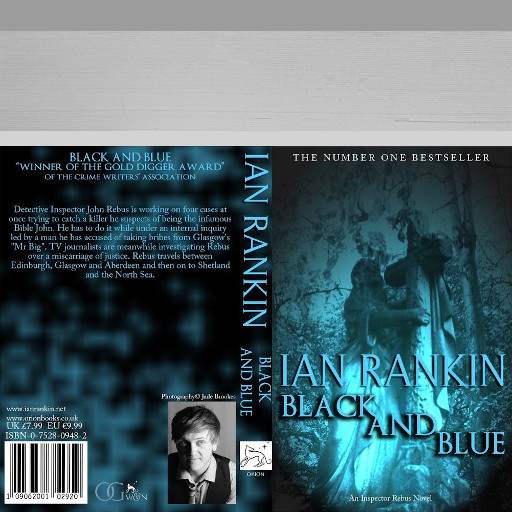 BLACK AND BLUE
"WINNER OF THE GOLD DIGGER AWARD"
OF THE CRIME WRITERS' ASSOCIATION
Detective Inspector John Rebus is working on four cases at
once trying to catch a killer he suspects of being the infamous
Bible John. He has to do it while under an internal inquiry
led by a man he has accused of taking bribes from Glasgow's
"Mr Big". TV journalists are meanwhile investigating Rebus
over a miscarriage of justice. Rebus travels between
Edinburgh, Glasgow and Aberdeen and then on to Shetland
and the North Sea.
Photography© Jade Brookes
www.ianrankin.net
www.orionbooks.co.uk
UK £7.99 EU €9.99
ISBN-0-7528-0948-2
1 09062001 02920
OG
W&N
IAN RANKIN
BLACK
AND BLUE
ORION
THE NUMBER ONE BESTSELLER
IAN RANKIN
BLACK
AND
BLUE
An Inspector Rebus Novel